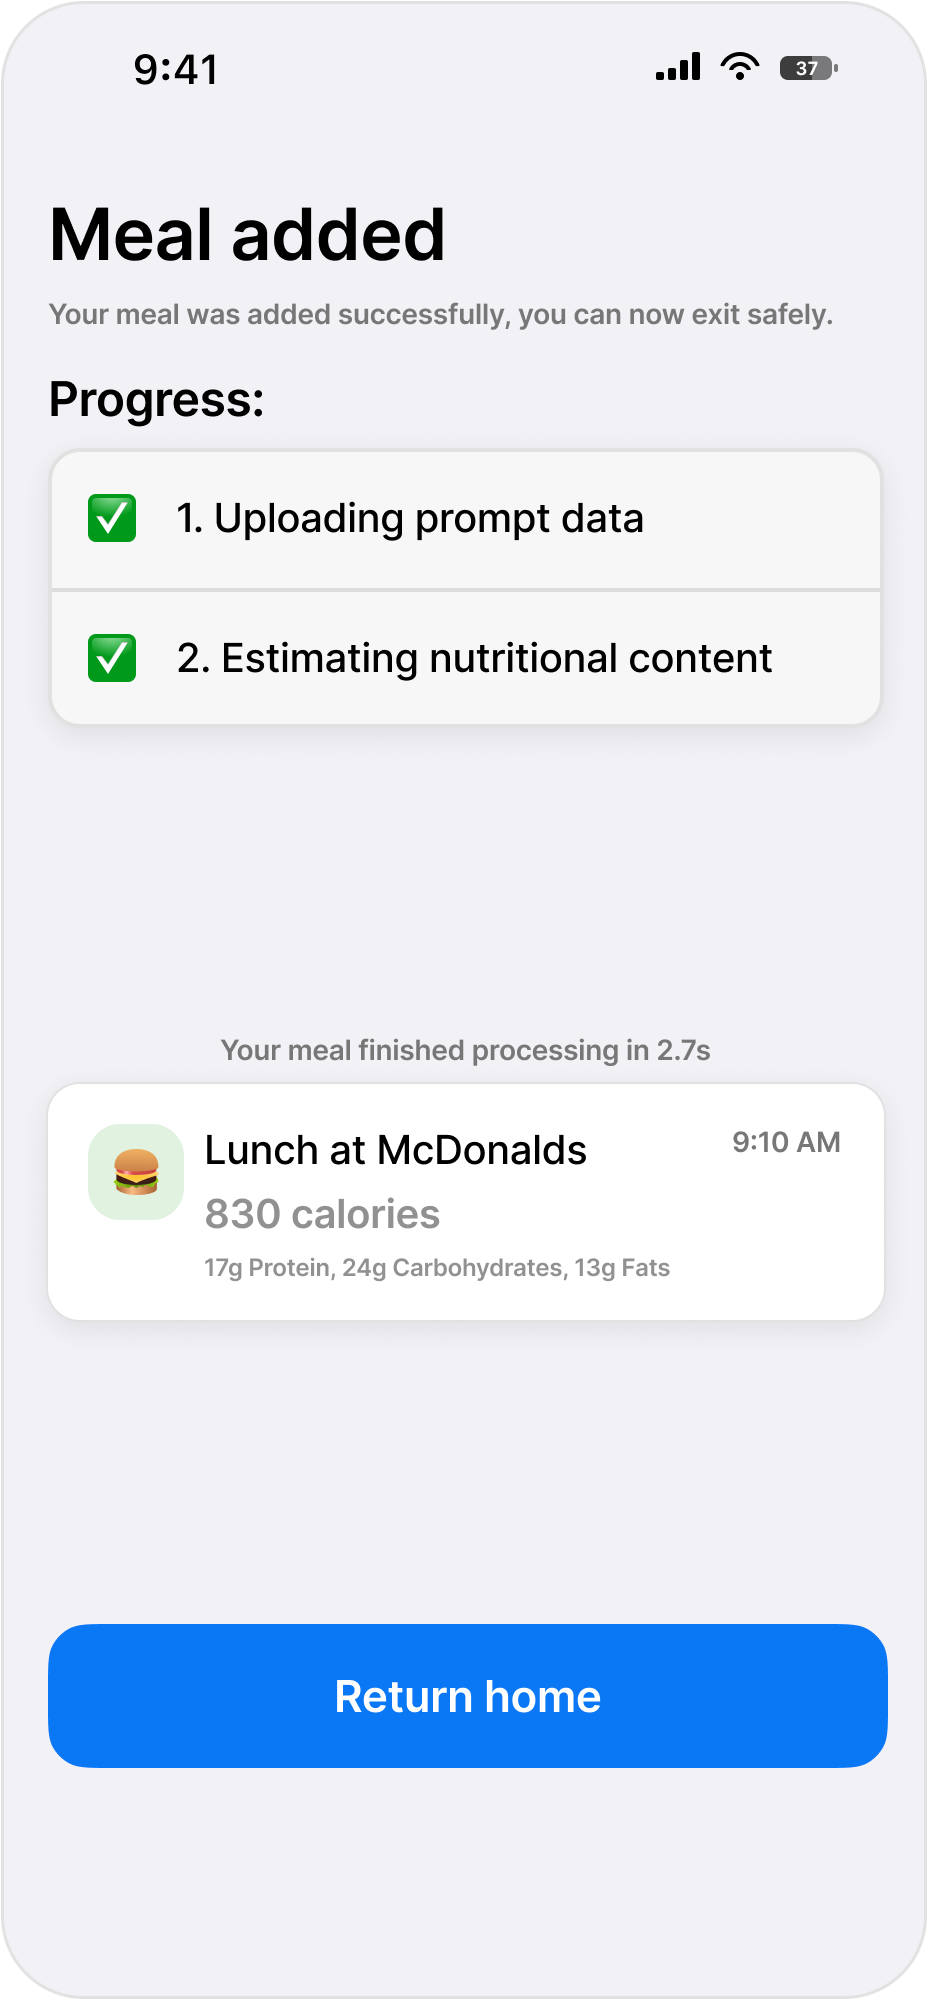 9:41
37
Meal added
Your meal was added successfully, you can now exit safely.
Progress:
1. Uploading prompt data
2. Estimating nutritional content
Your meal finished processing in 2.7s
Lunch at McDonalds
9:10 AM
830 calories
17g Protein, 24g Carbohydrates, 13g Fats
Return home